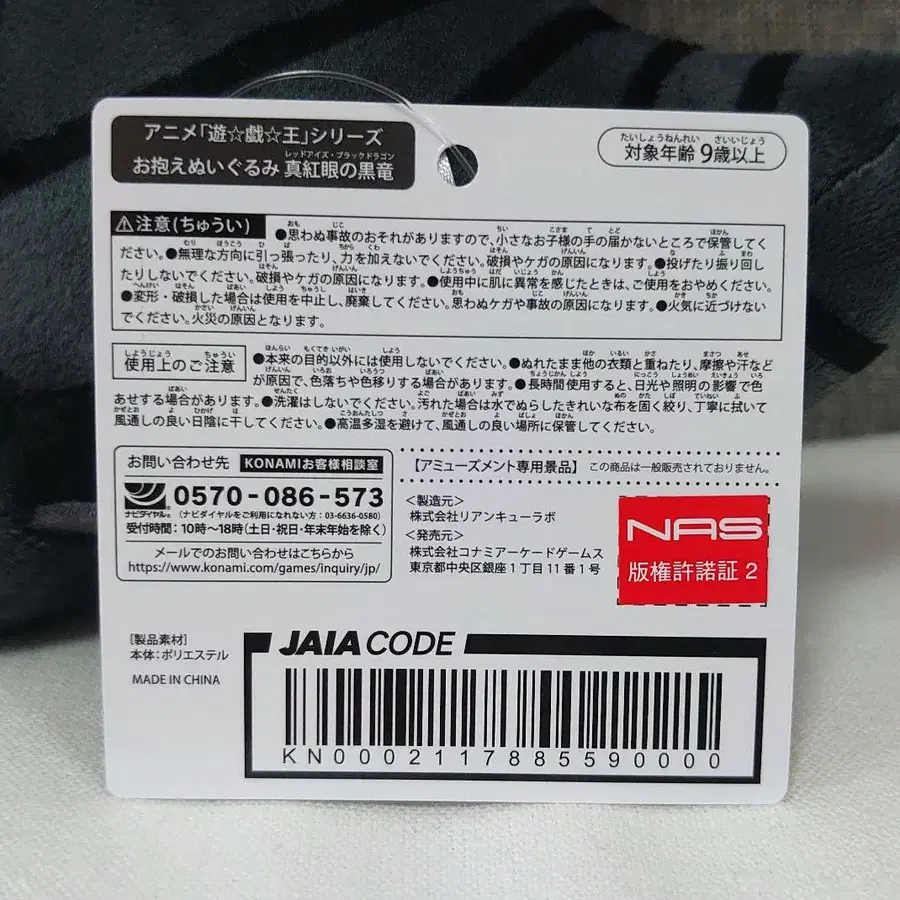 アニメ「遊☆戯☆王」シリーズ
お抱えぬいぐるみ 真紅眼の黒竜
レッドアイズ・ブラックドラゴン
たいしょうねんれい さいいじょう
対象年齢 9歳以上
⚠注意(ちゅうい) ●思わぬ事故のおそれがありますので、小さなお子様の手の届かないところで保管してく
ださい。●無理な方向に引っ張ったり、力を加えないでください。破損やケガの原因になります。●投げたり振り回し
たりしないでください。破損やケガの原因になります。●使用中に肌に異常を感じたときは、ご使用をおやめください。
●変形・破損した場合は使用を中止し、廃棄してください。思わぬケガや事故の原因になります。●火気に近づけない
でください。火災の原因となります。
使用上のご注意 ●本来の目的以外には使用しないでください。●ぬれたまま他の衣類と重ねたり、摩擦や汗など
が原因で、色落ちや色移りする場合があります。●長時間使用すると、日光や照明の影響で色
あせする場合があります。●洗濯はしないでください。汚れた場合は水でぬらしたきれいな布を固く絞り、丁寧に拭いて
風通しの良い日陰に干してください。●高温多湿を避けて、風通しの良い場所に保管してください。
お問い合わせ先 KONAMIお客様相談室
ナビダイヤル® 0570-086-573
(ナビダイヤルをご利用になれない方:03-6636-0580)
受付時間:10時〜18時(土日・祝日・年末年始を除く)
メールでのお問い合わせはこちらから
https://www.konami.com/games/inquiry/jp/
【アミューズメント専用景品】 この商品は一般販売されておりません。
<製造元>
株式会社リアンキューラボ
<発売元>
株式会社コナミアーケードゲームス
東京都中央区銀座1丁目11番1号
NAS
版権許諾証 2
[製品素材]
本体:ポリエステル
MADE IN CHINA
JAIA CODE
KN0002117885590000